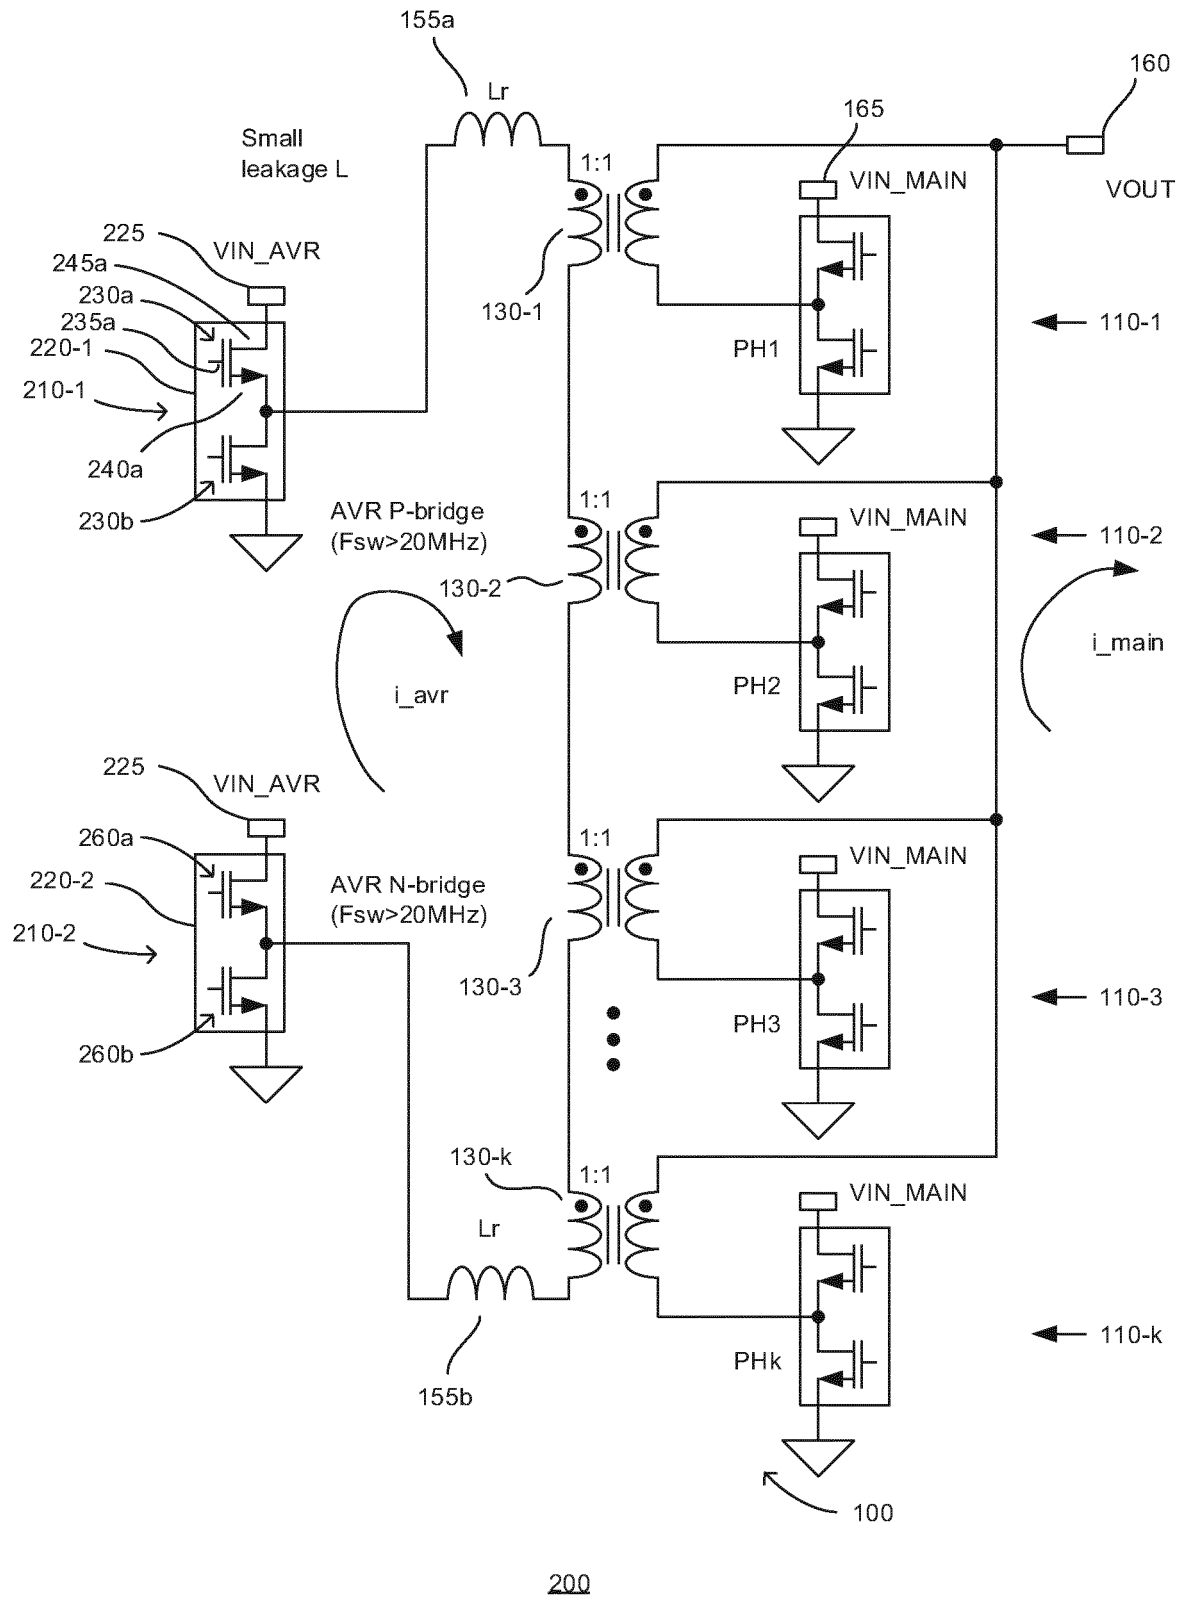 155a
Lr
160
165
Small
leakage L
1:1
VIN_MAIN
VOUT
225
VIN_AVR
245a
230a
235a
220-1
210-1
130-1
110-1
PH1
240a
230b
AVR P-bridge
(Fsw>20MHz)
1:1
VIN_MAIN
110-2
130-2
i_main
PH2
i_avr
225
VIN_AVR
1:1
VIN_MAIN
260a
220-2
AVR N-bridge
(Fsw>20MHz)
210-2
130-3
110-3
PH3
260b
130-k
1:1
VIN_MAIN
Lr
110-k
PHk
155b
100
200